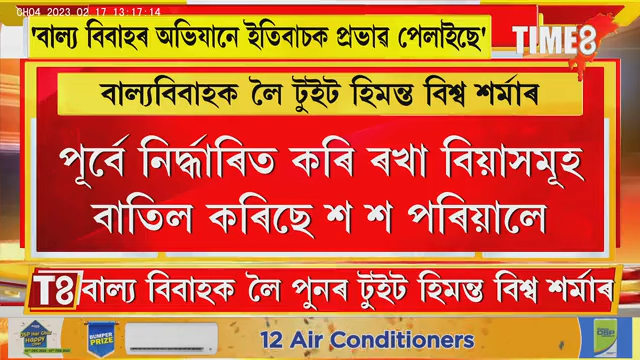 CH04 2023 02 17 13:17:14
'বাল্য বিবাহৰ অভিযানে ইতিবাচক প্ৰভাৱ পেলাইছে'
TIME8
বাল্যবিবাহক লৈ টুইট হিমন্ত বিশ্ব শৰ্মাৰ
পূৰ্বে নিৰ্দ্ধাৰিত কৰি ৰখা বিয়াসমূহ
বাতিল কৰিছে শ শ পৰিয়ালে
T8 বাল্য বিবাহক লৈ পুনৰ টুইট হিমন্ত বিশ্ব শৰ্মাৰ
BUMPER PRIZE
12 Air Conditioners